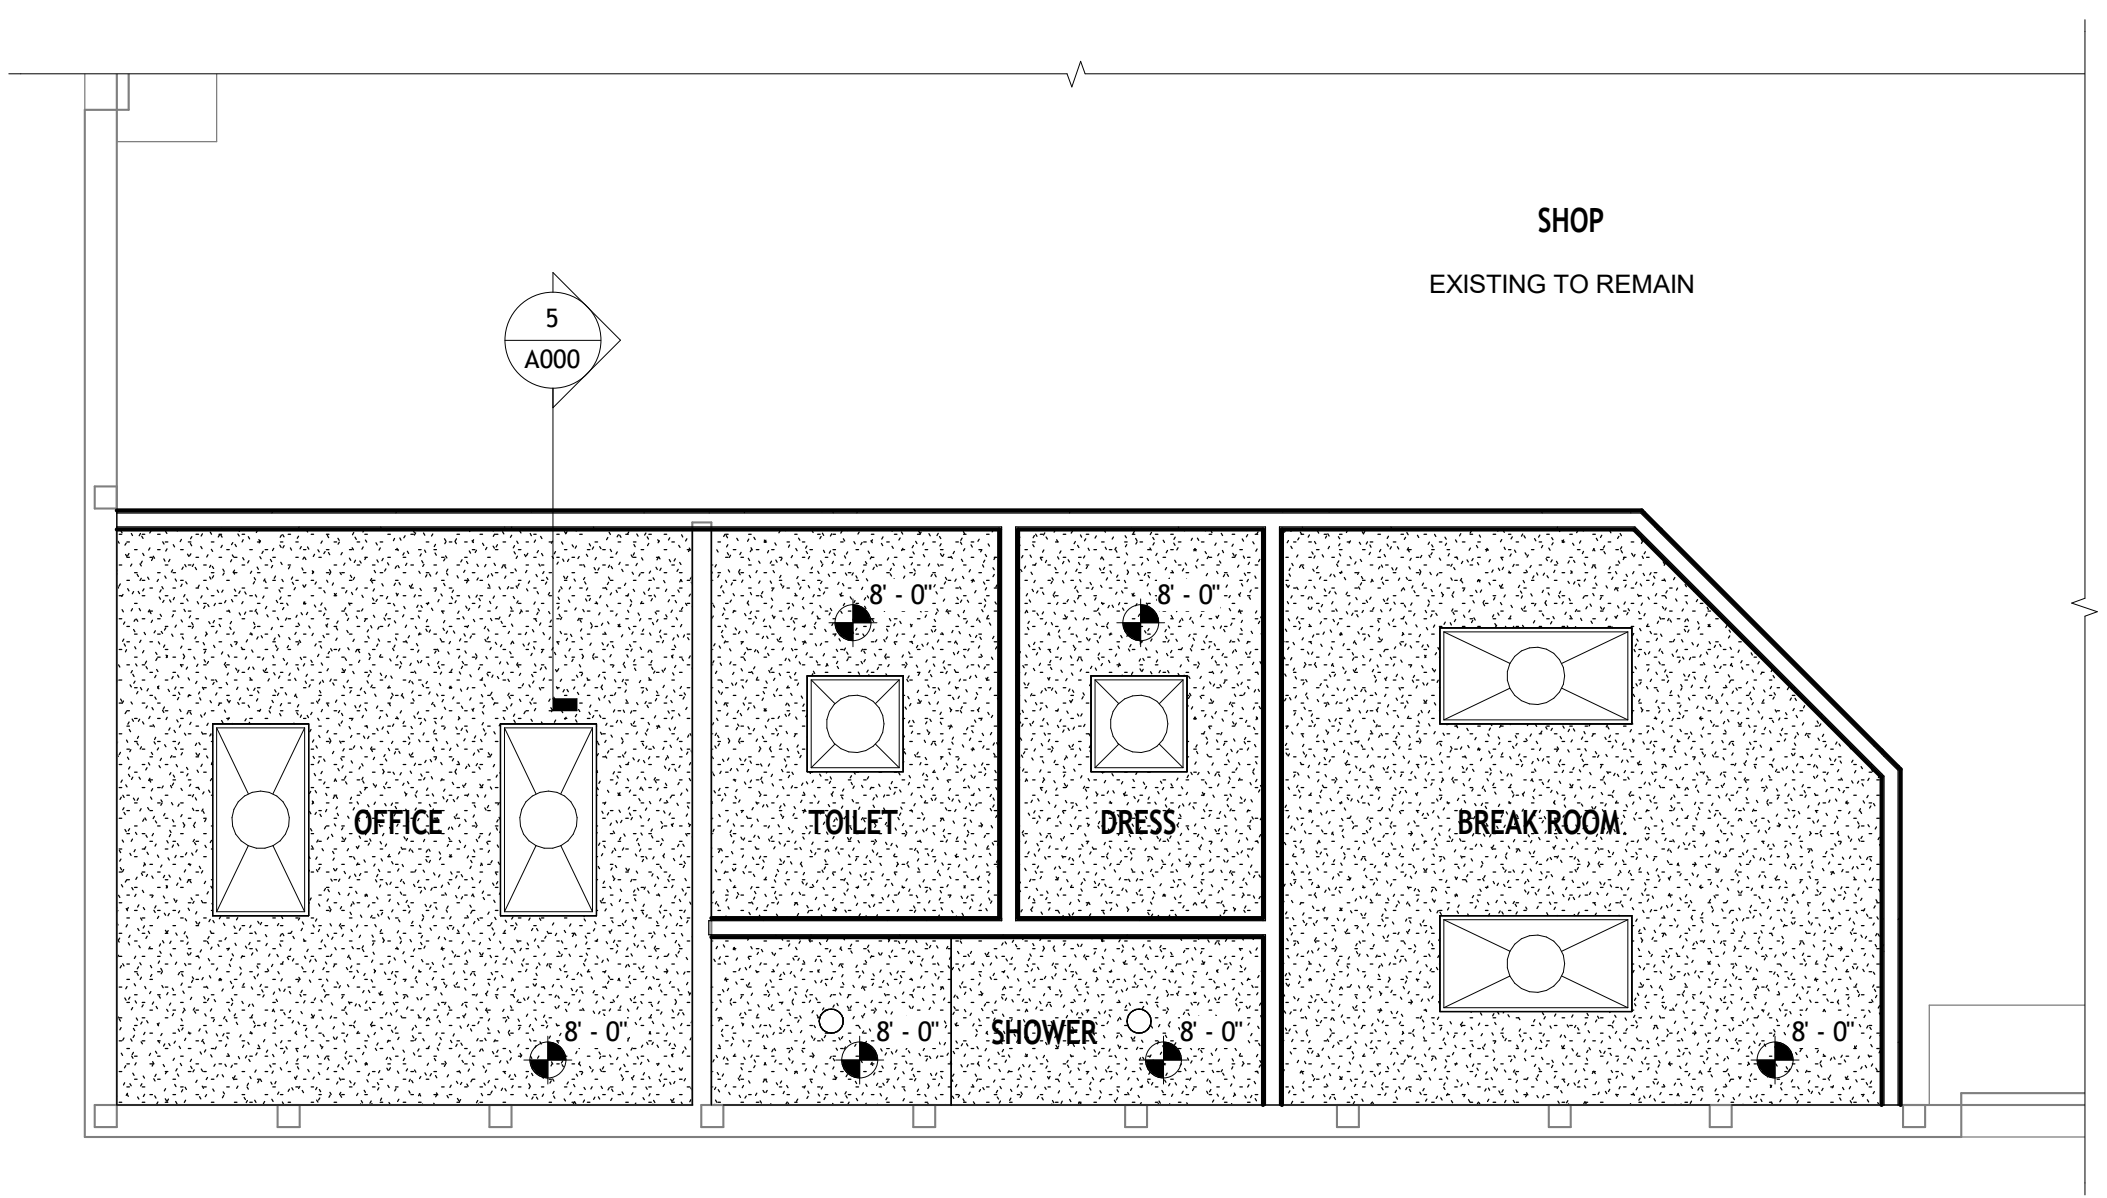 SHOP
EXISTING TO REMAIN
5
A000
8' - 0"
8' - 0"
OFFICE
TOILET
DRESS
BREAK ROOM
8' - 0"
8' - 0"
SHOWER
8' - 0"
8' - 0"